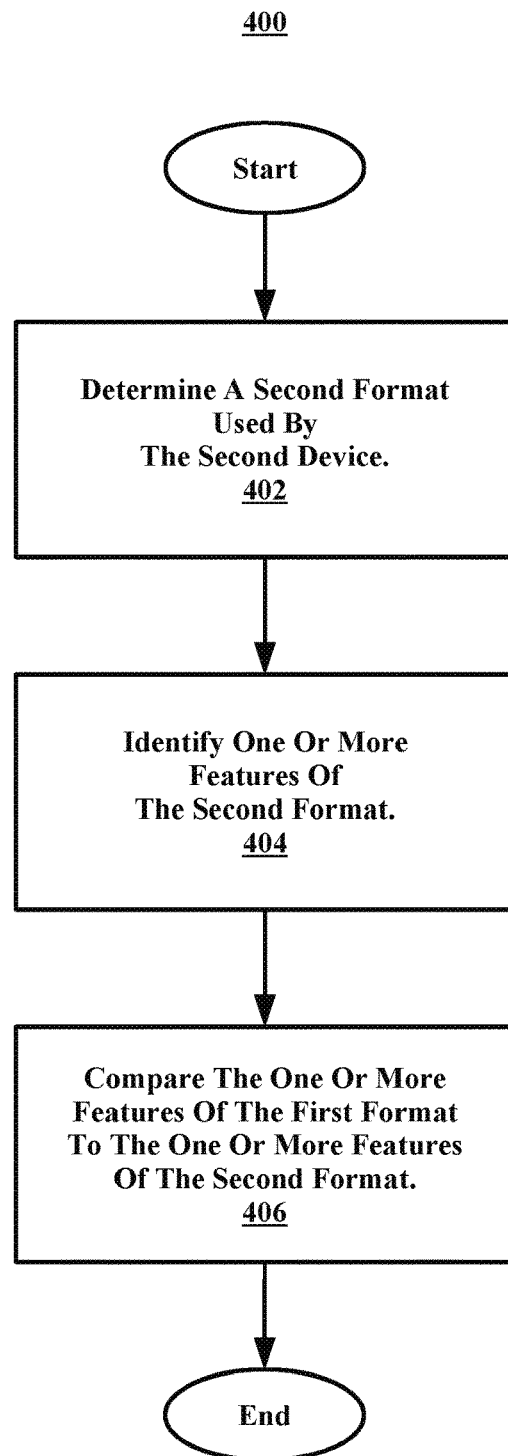 400
Start
Determine A Second Format
Used By
The Second Device.
402
Identify One Or More
Features Of
The Second Format.
404
Compare The One Or More
Features Of The First Format
To The One Or More Features
Of The Second Format.
406
End